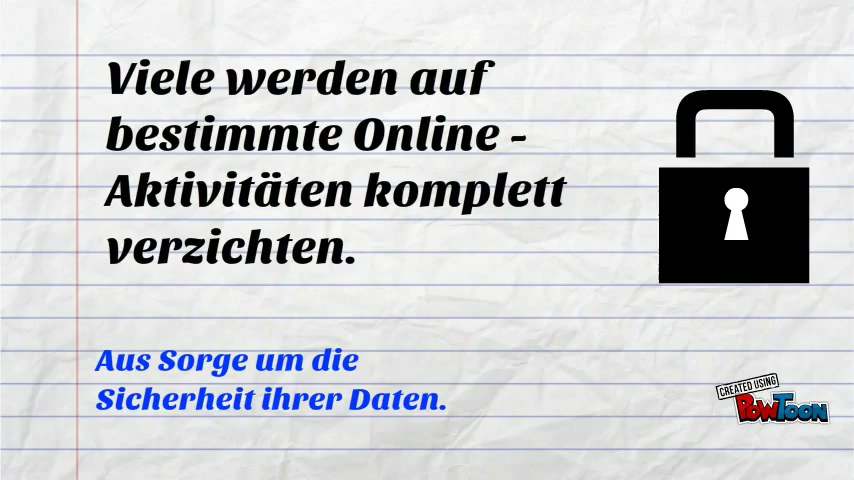 Viele werden auf
bestimmte Online -
Aktivitäten komplett
verzichten.
Aus Sorge um die
Sicherheit ihrer Daten.
CREATED USING
POWTOON